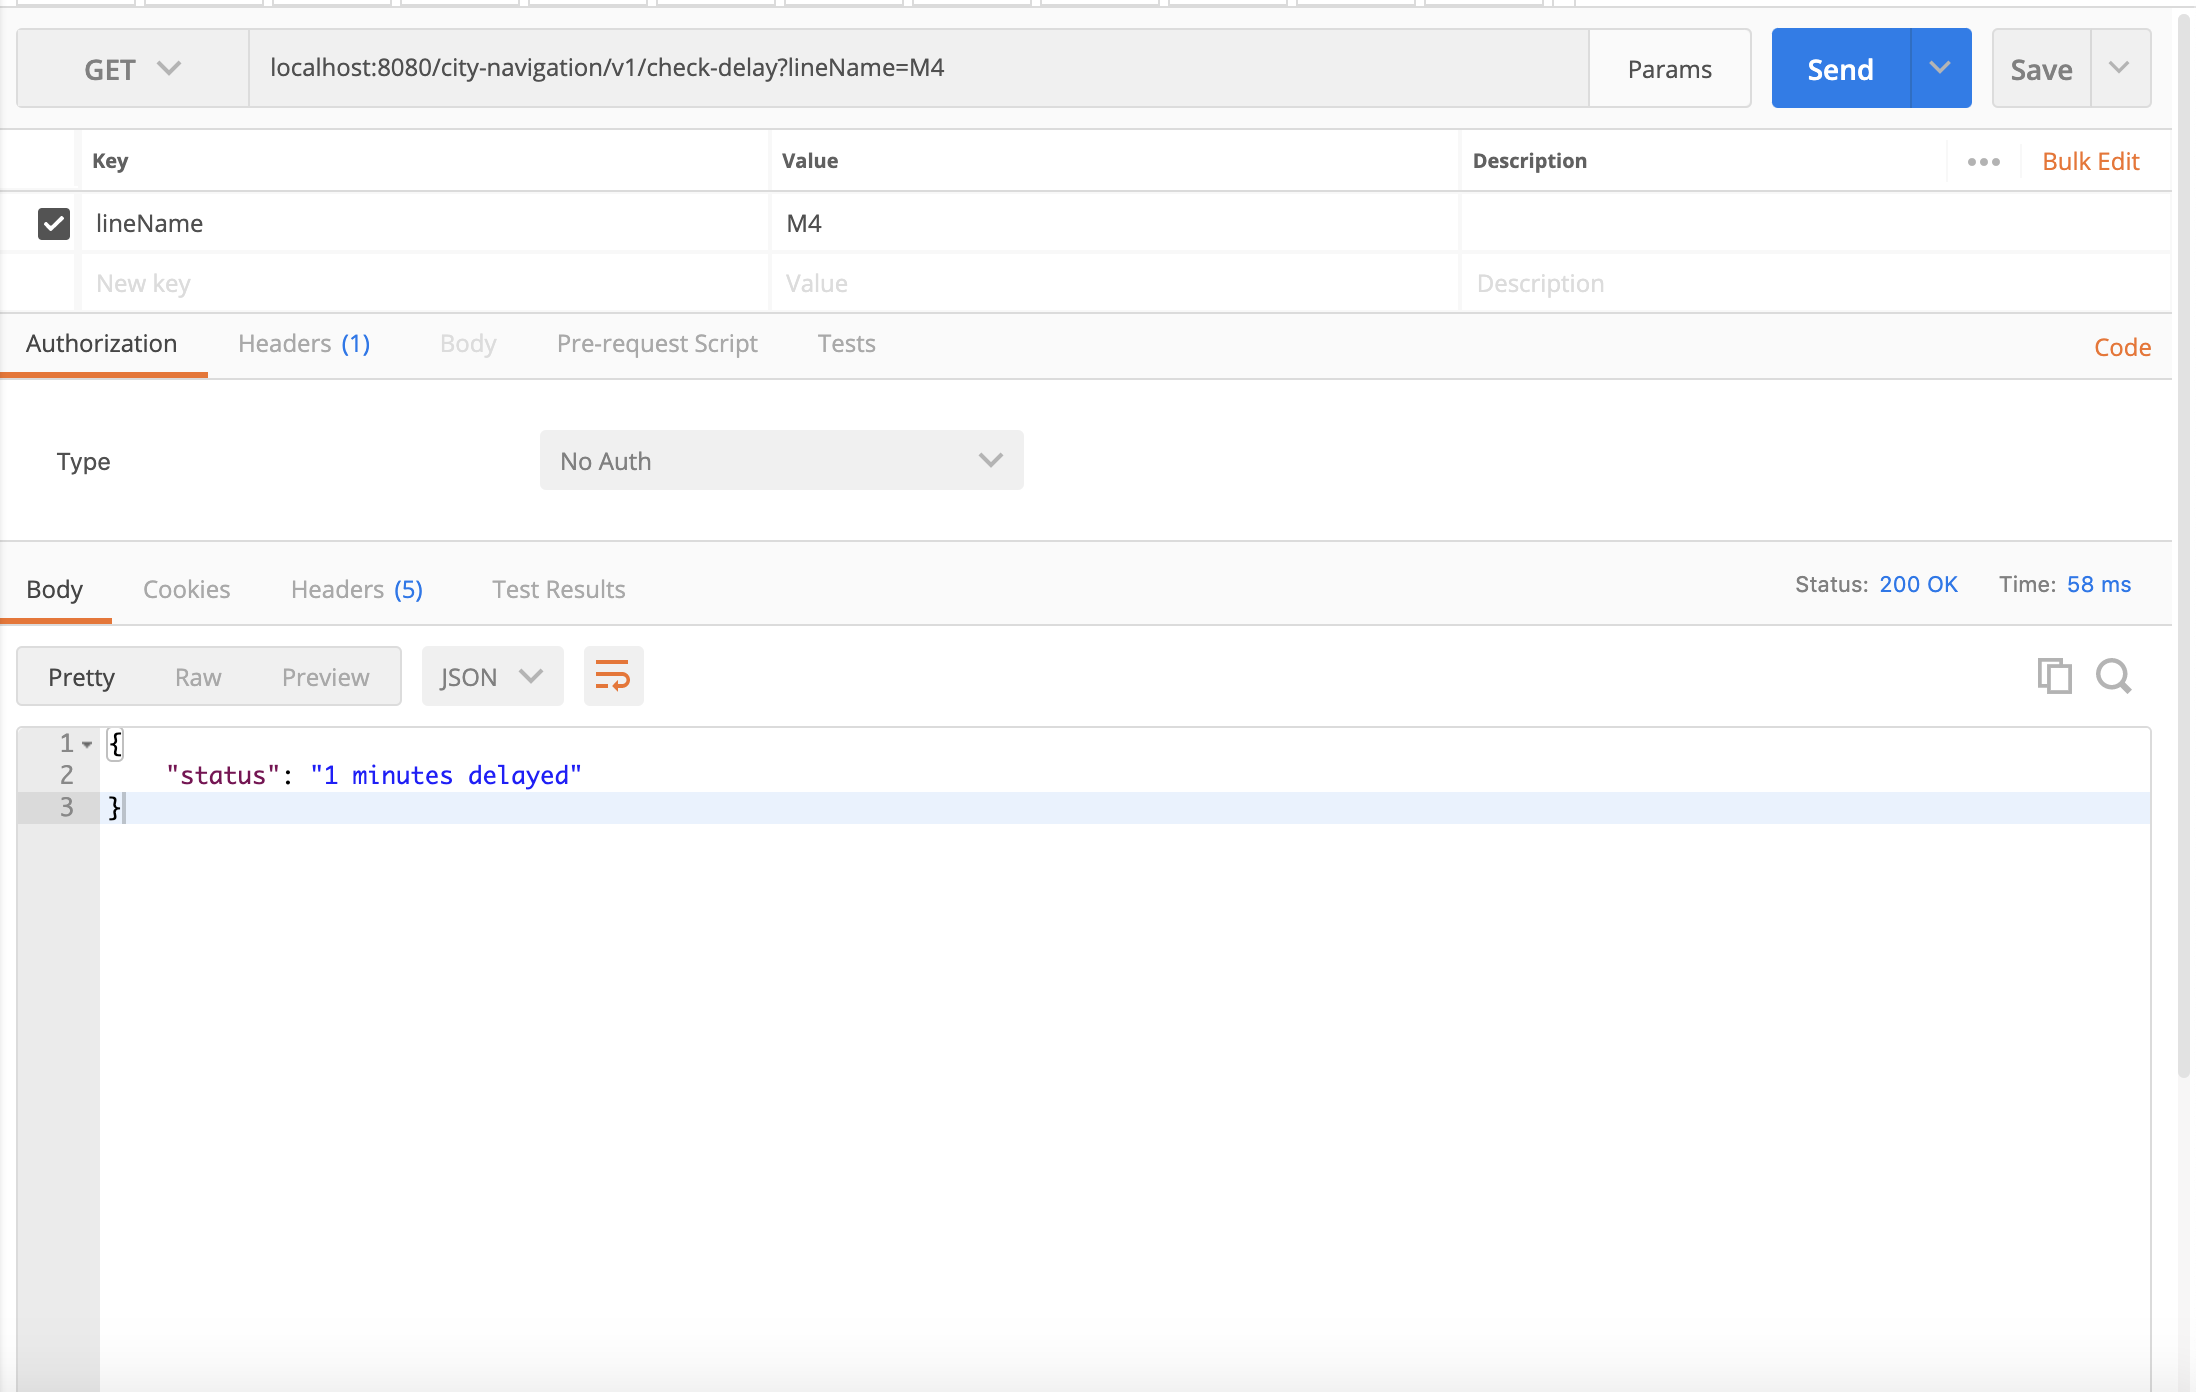 GET localhost:8080/city-navigation/v1/check-delay?lineName=M4 Params Send Save
Key Value Description ••• Bulk Edit
lineName M4
New key Value Description
Authorization Headers (1) Body Pre-request Script Tests Code
Type No Auth
Body Cookies Headers (5) Test Results Status: 200 OK Time: 58 ms
Pretty Raw Preview JSON
1 {
2 "status": "1 minutes delayed"
3 }